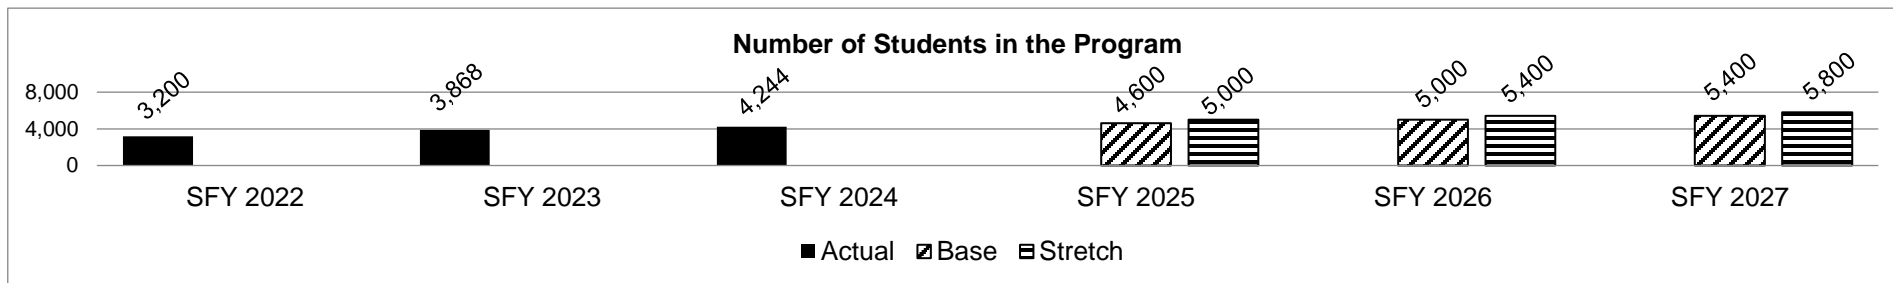 Number of Students in the Program
3,200 3,868 4,244 4,600 5,000 5,000 5,400 5,400 5,800
8,000
4,000
0
SFY 2022 SFY 2023 SFY 2024 SFY 2025 SFY 2026 SFY 2027
Actual Base Stretch